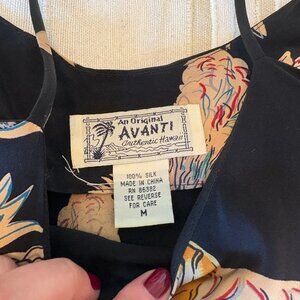 An Original
AVANTI
Authentic Hawaii
100% SILK
MADE IN CHINA
RN 86382
SEE REVERSE
FOR CARE
M